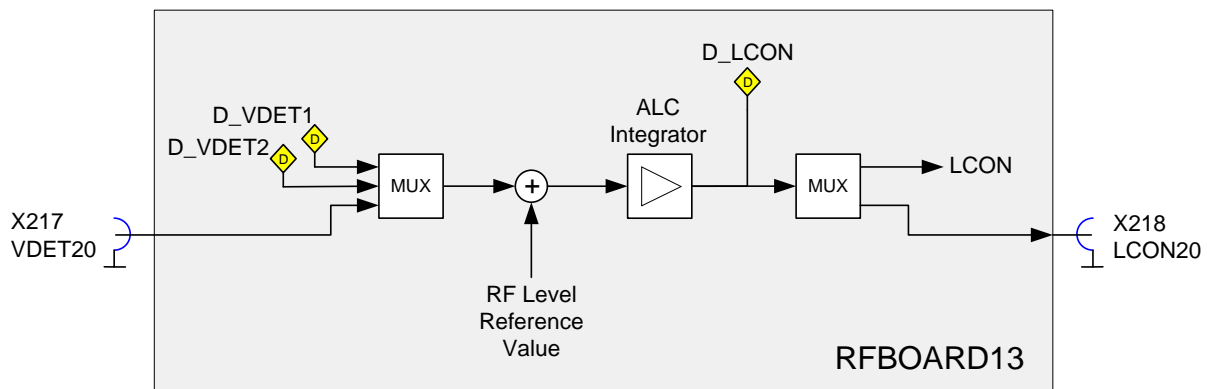 D_LCON
D
D_VDET1
D
D_VDET2
D
ALC
Integrator
MUX
MUX
LCON
X217
VDET20
X218
LCON20
RF Level
Reference
Value
RFBOARD13